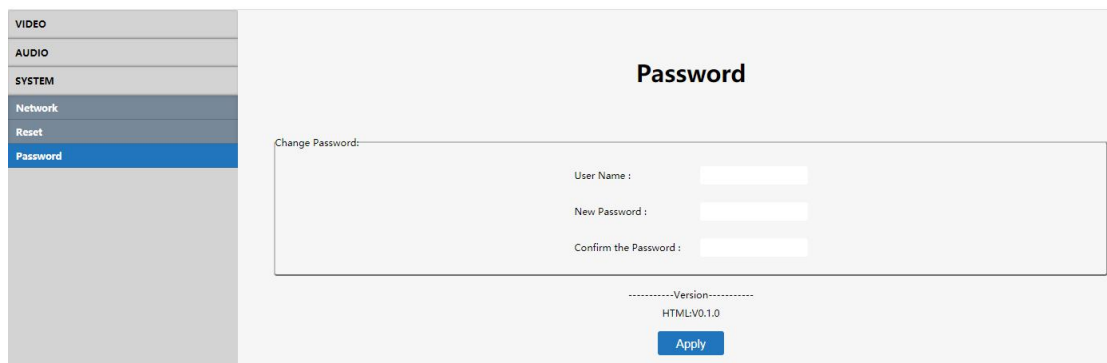 VIDEO
AUDIO
SYSTEM
Network
Reset
Password
Password
Change Password:
User Name :
New Password :
Confirm the Password :
-----------Version-----------
HTML:V0.1.0
Apply